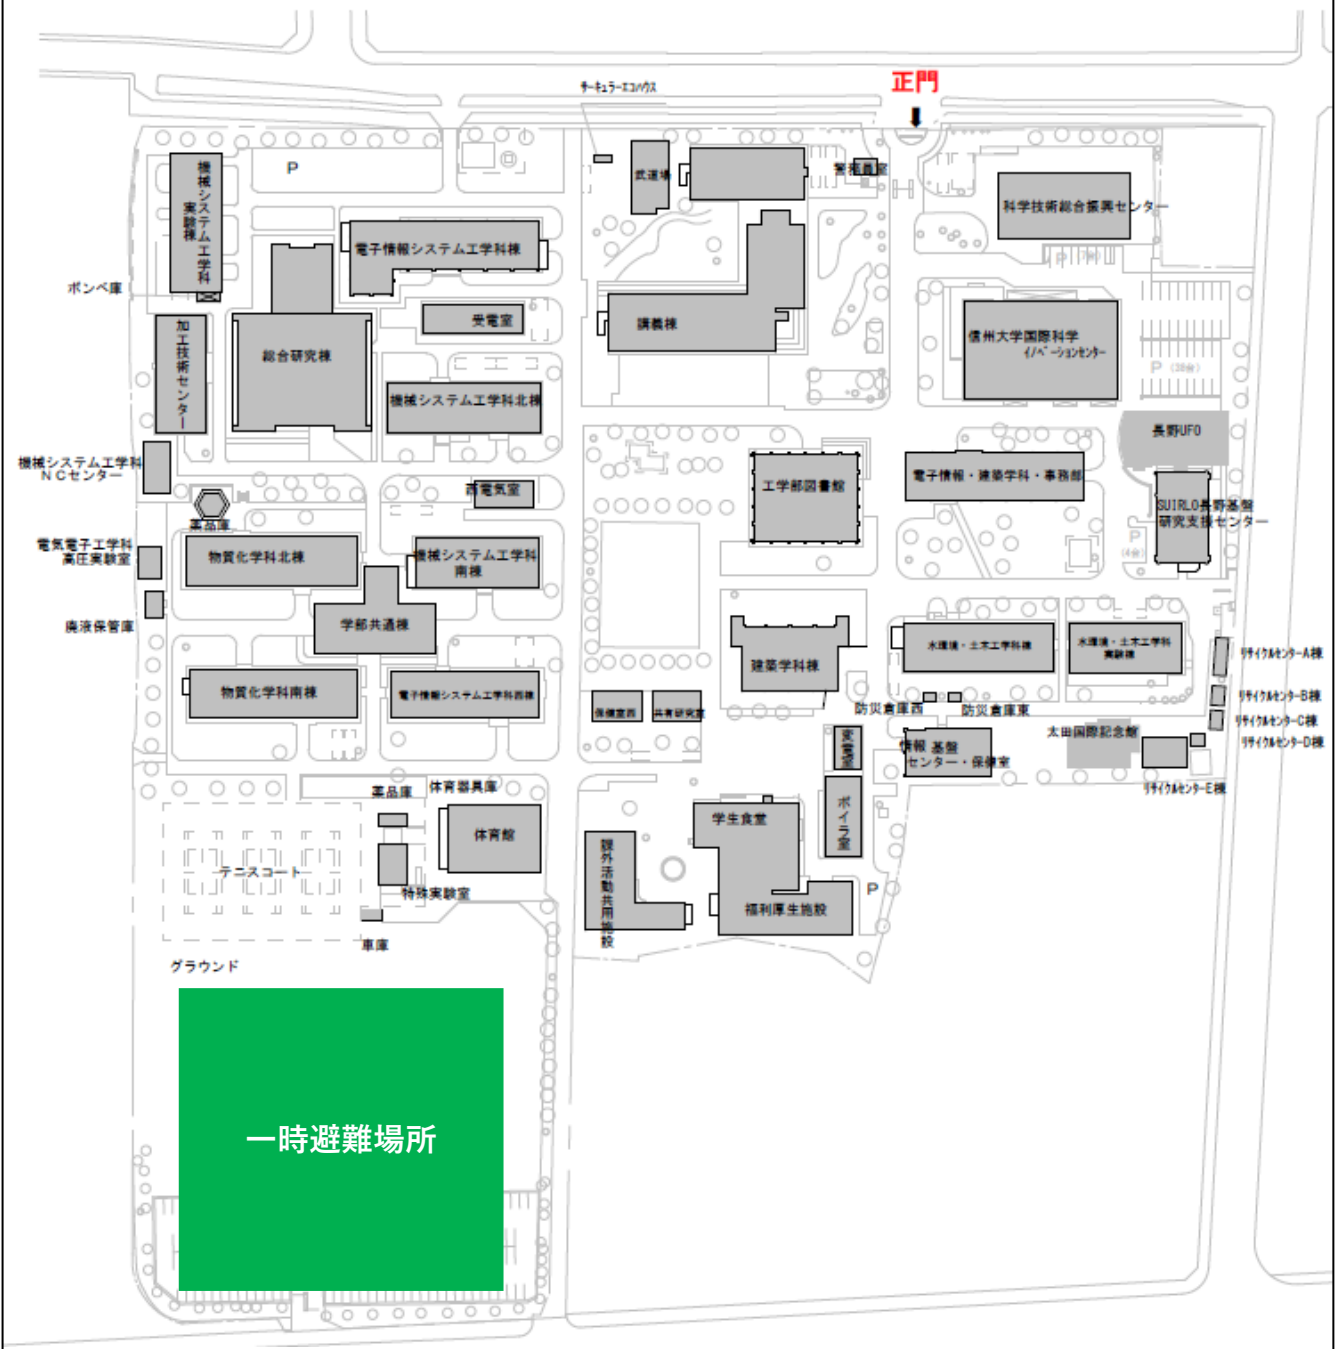 サーキュラーエコハウス
正門
機械システム工学科
実験棟
P
武道場
警務員室
科学技術総合振興センター
P (7台)
電子情報システム工学科棟
ボンベ庫
受電室
講義棟
信州大学国際科学
イノベーションセンター
加工技術センター
総合研究棟
P (38台)
機械システム工学科北棟
長野UFO
機械システム工学科
NCセンター
西電気室
工学部図書館
電子情報・建築学科・事務部
SUIRLO長野基盤
研究支援センター
薬品庫
P
(4台)
電気電子工学科
高圧実験室
物質化学科北棟
機械システム工学科
南棟
廃液保管庫
学部共通棟
建築学科棟
水環境・土木工学科棟
水環境・土木工学科
実験棟
リサイクルセンターA棟
物質化学科南棟
電子情報システム工学科西棟
保健室西
共有研究室
防災倉庫西
防災倉庫東
リサイクルセンターB棟
リサイクルセンターC棟
太田国際記念館
リサイクルセンターD棟
変電室
情報基盤
センター・保健室
リサイクルセンターE棟
薬品庫
体育器具庫
体育館
学生食堂
ボイラ室
課外活動共用施設
テニスコート
特殊実験室
P
福利厚生施設
車庫
グラウンド
一時避難場所